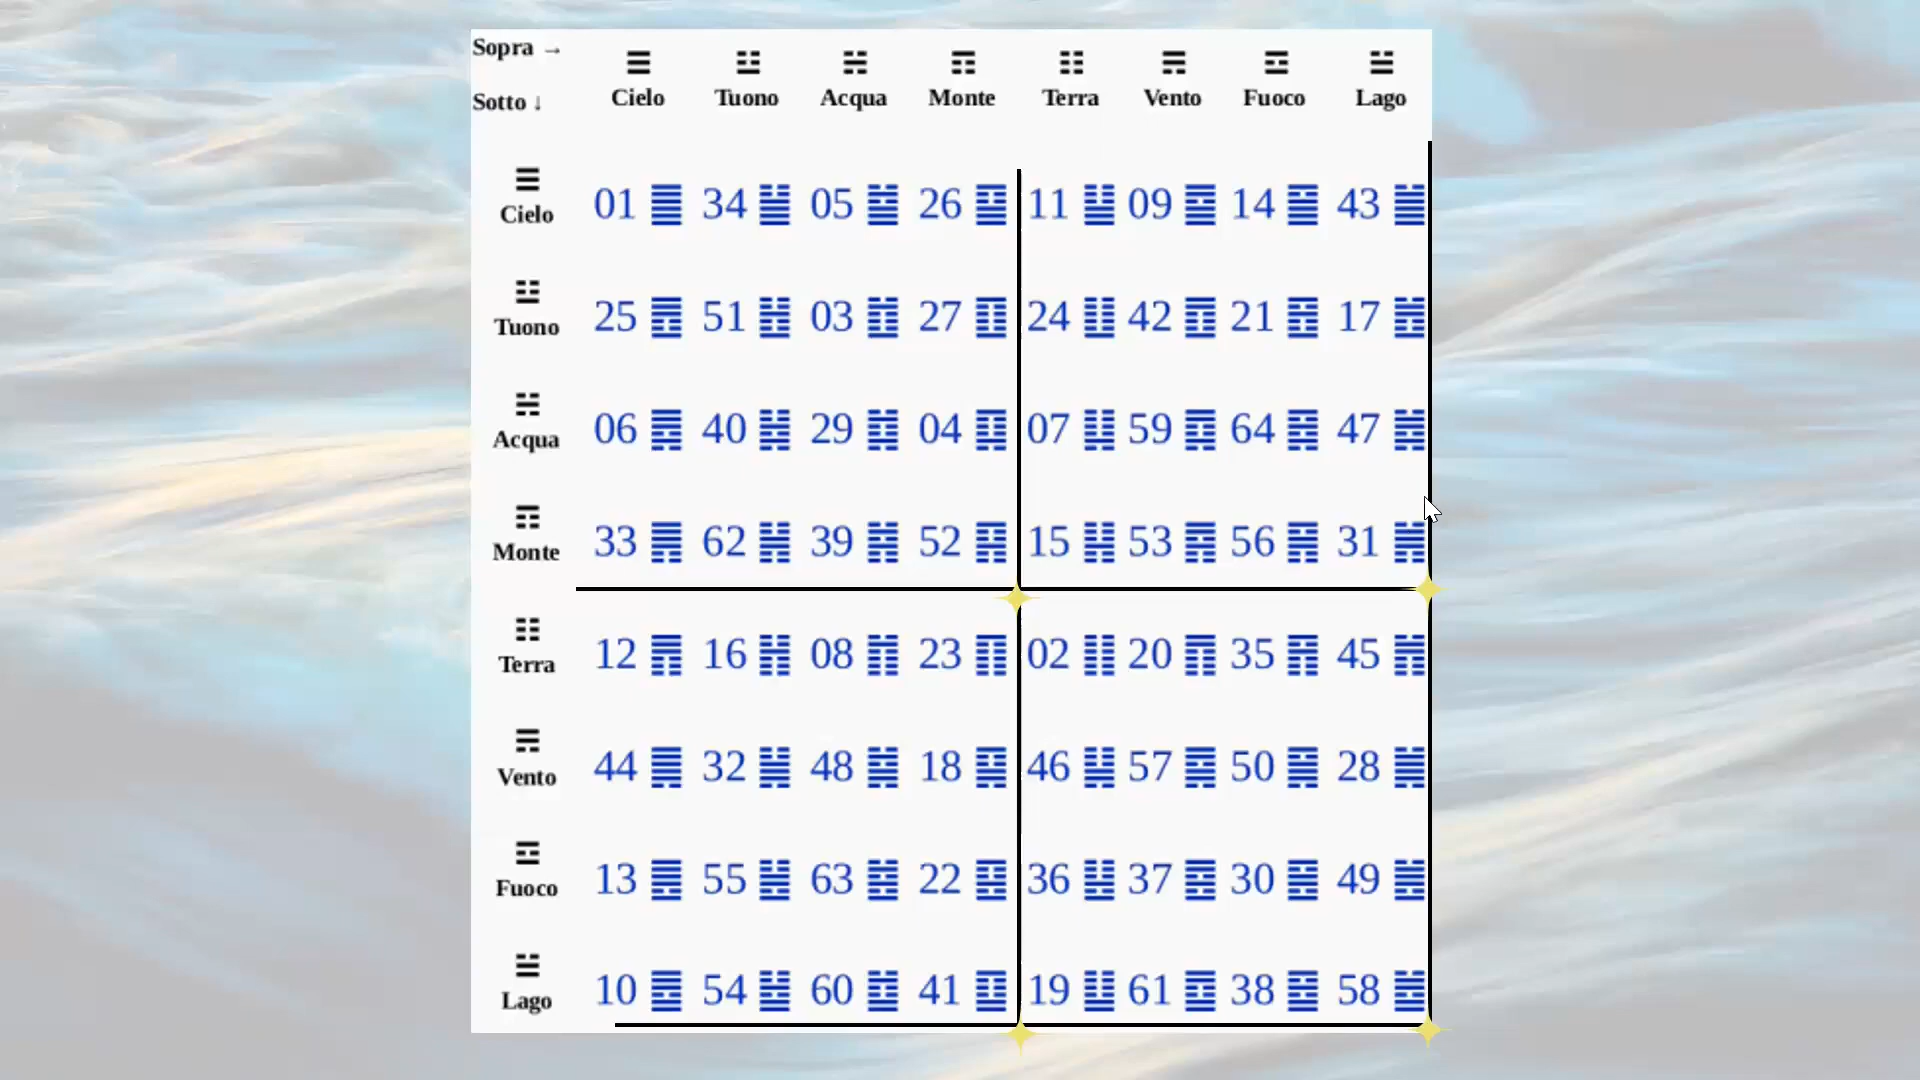 Sopra →
☰ ☳ ☵ ☶ ☷ ☴ ☲ ☱
Sotto ↓ Cielo Tuono Acqua Monte Terra Vento Fuoco Lago
☰
Cielo 01 ䷀ 34 ䷡ 05 ䷄ 26 ䷙ 11 ䷊ 09 ䷈ 14 ䷍ 43 ䷪
☳
Tuono 25 ䷘ 51 ䷲ 03 ䷂ 27 ䷚ 24 ䷗ 42 ䷩ 21 ䷔ 17 ䷐
☵
Acqua 06 ䷅ 40 ䷧ 29 ䷜ 04 ䷃ 07 ䷆ 59 ䷺ 64 ䷿ 47 ䷮
☶
Monte 33 ䷠ 62 ䷽ 39 ䷦ 52 ䷳ 15 ䷎ 53 ䷴ 56 ䷷ 31 ䷞
☷
Terra 12 ䷋ 16 ䷏ 08 ䷇ 23 ䷖ 02 ䷁ 20 ䷓ 35 ䷢ 45 ䷬
☴
Vento 44 ䷫ 32 ䷟ 48 ䷯ 18 ䷑ 46 ䷭ 57 ䷸ 50 ䷱ 28 ䷛
☲
Fuoco 13 ䷌ 55 ䷶ 63 ䷾ 22 ䷕ 36 ䷣ 37 ䷤ 30 ䷝ 49 ䷰
☱
Lago 10 ䷉ 54 ䷵ 60 ䷻ 41 ䷨ 19 ䷒ 61 ䷼ 38 ䷥ 58 ䷹